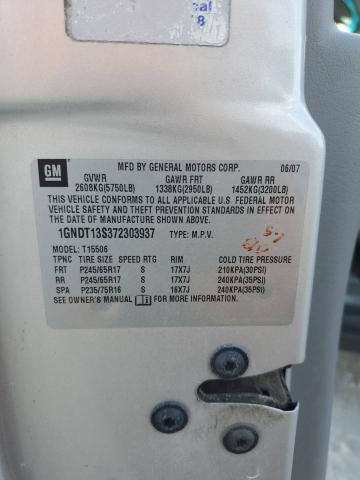 GM
MFD BY GENERAL MOTORS CORP. 06/07
GVWR GAWR FRT GAWR RR
2608KG(5750LB) 1338KG(2950LB) 1452KG(3200LB)
THIS VEHICLE CONFORMS TO ALL APPLICABLE U.S. FEDERAL MOTOR
VEHICLE SAFETY AND THEFT PREVENTION STANDARDS IN EFFECT ON
THE DATE OF MANUFACTURE SHOWN ABOVE.
1GNDT13S372303937 TYPE: M.P.V.
MODEL: T15506
TPNC TIRE SIZE SPEED RTG RIM COLD TIRE PRESSURE
FRT P245/65R17 S 17X7J 210KPA(30PSI)
RR P245/65R17 S 17X7J 240KPA(35PSI)
SPA P235/75R16 S 16X7J 240KPA(35PSI)
SEE OWNER'S MANUAL FOR MORE INFORMATION.